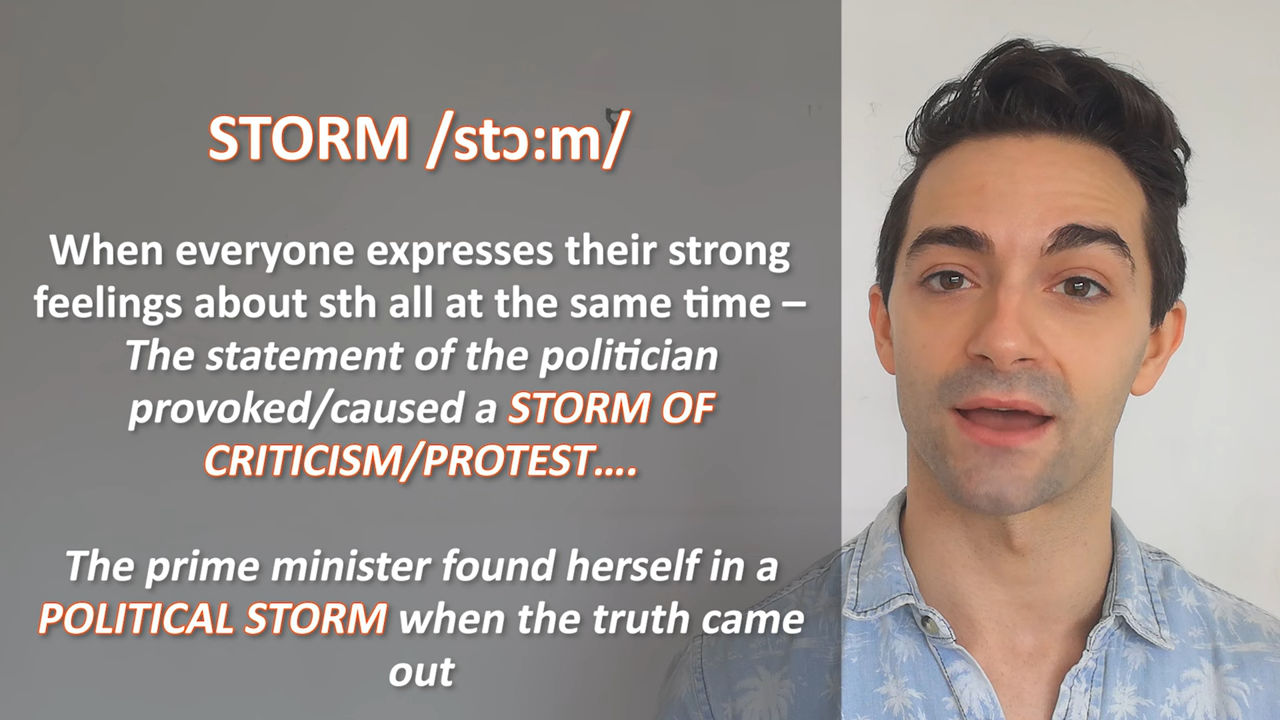 STORM /stɔ:m/
When everyone expresses their strong
feelings about sth all at the same time –
The statement of the politician
provoked/caused a STORM OF
CRITICISM/PROTEST….
The prime minister found herself in a
POLITICAL STORM when the truth came
out